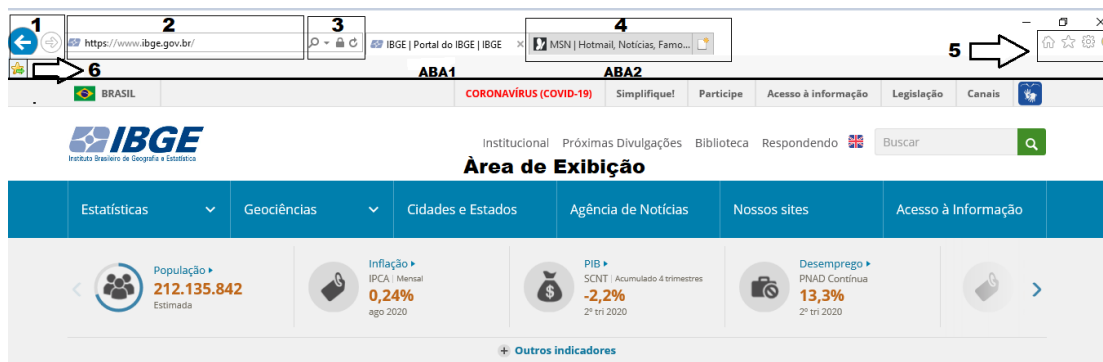 1 2 3 4
https://www.ibge.gov.br/ IBGE | Portal do IBGE | IBGE MSN | Hotmail, Notícias, Famo... 5
6 ABA1 ABA2
BRASIL CORONAVÍRUS (COVID-19) Simplifique! Participe Acesso à informação Legislação Canais
IBGE
Instituto Brasileiro de Geografia e Estatística
Institucional Próximas Divulgações Biblioteca Respondendo Buscar
Àrea de Exibição
Estatísticas Geociências Cidades e Estados Agência de Notícias Nossos sites Acesso à Informação
População Inflação PIB Desemprego
212.135.842 IPCA | Mensal SCNT | Acumulado 4 trimestres PNAD Contínua
Estimada 0,24% -2,2% 13,3%
ago 2020 2º tri 2020 2º tri 2020
Outros indicadores